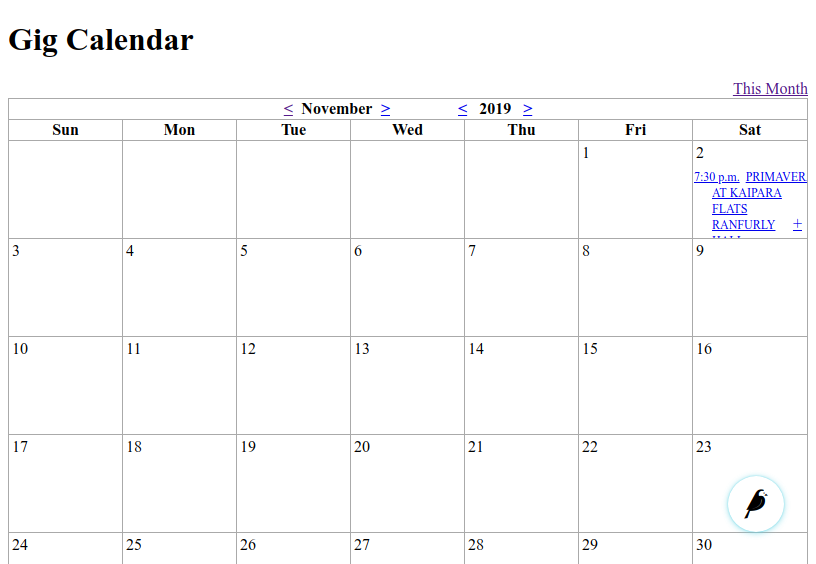 Gig Calendar
This Month
< November > < 2019 >
Sun Mon Tue Wed Thu Fri Sat
1 2
7:30 p.m. PRIMAVER
AT KAIPARA
FLATS
RANFURLY +
3 4 5 6 7 8 9
10 11 12 13 14 15 16
17 18 19 20 21 22 23
24 25 26 27 28 29 30